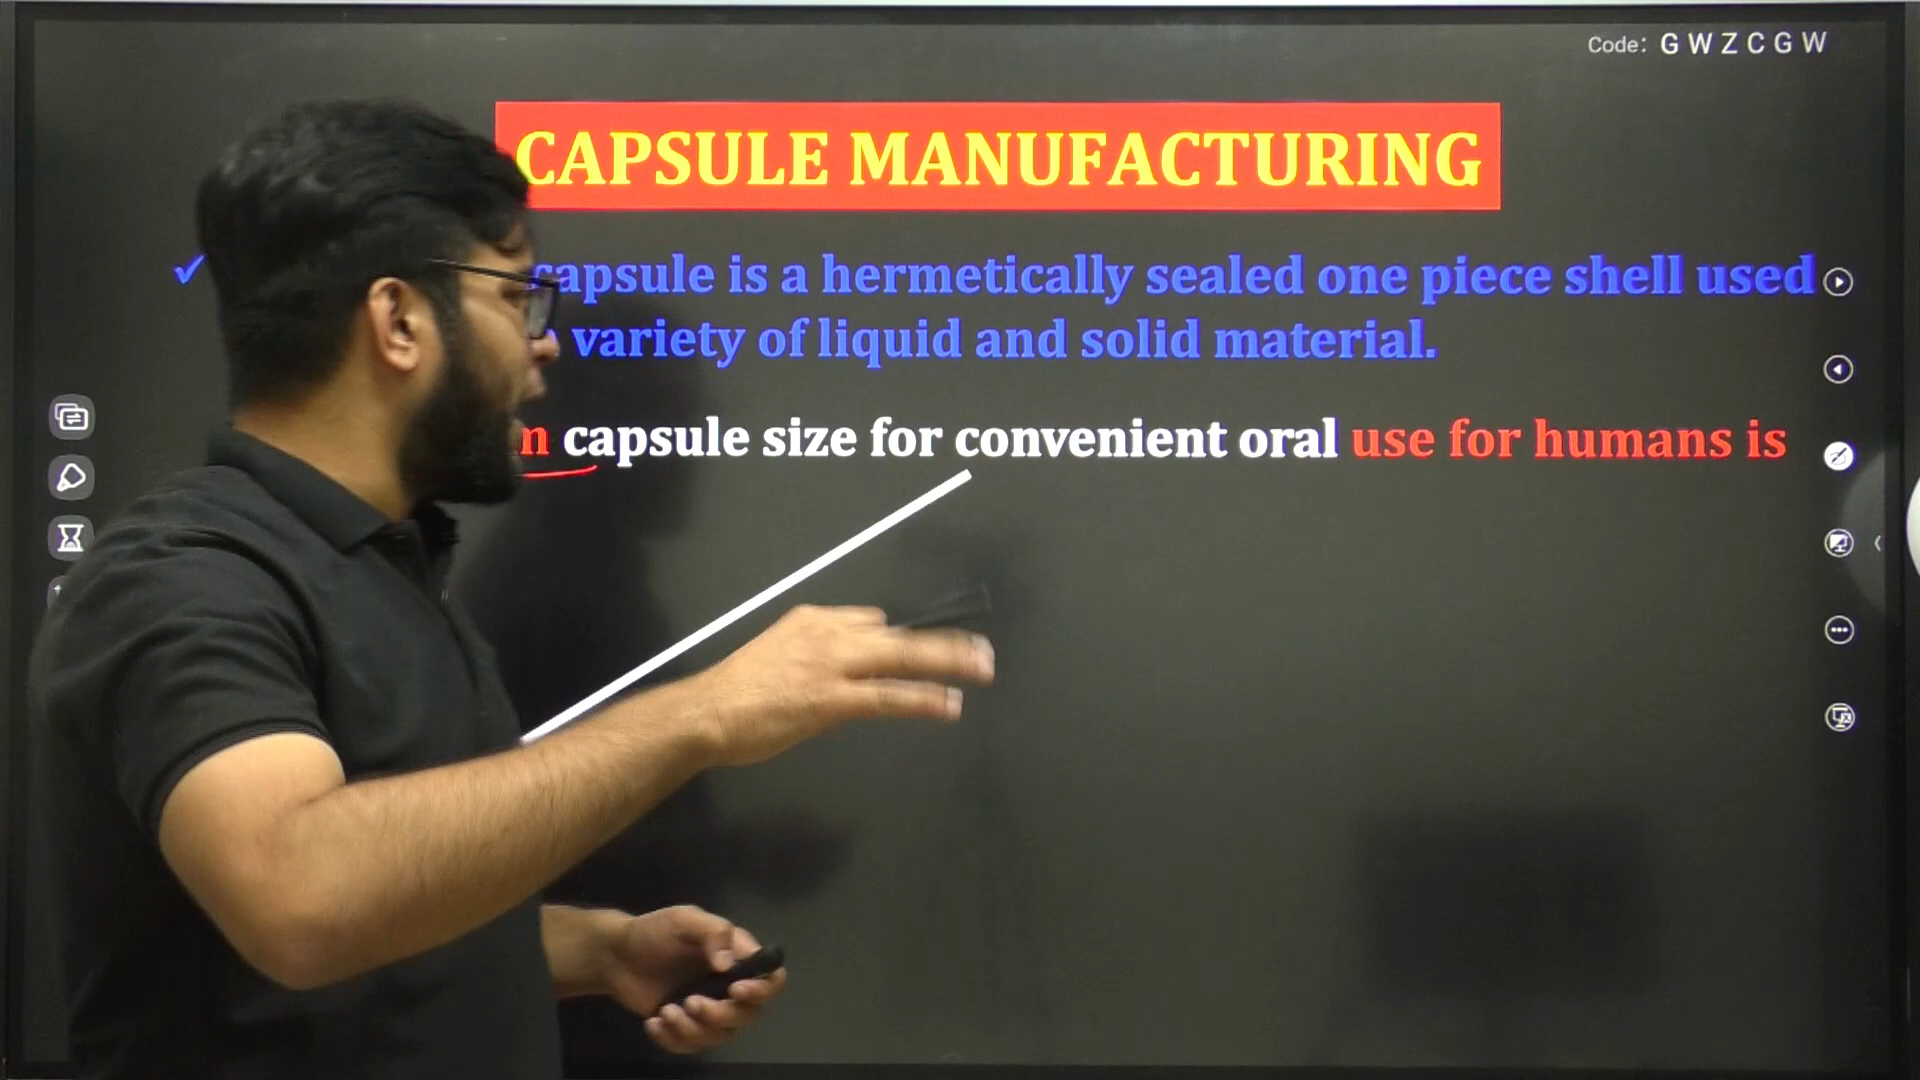 Code: GWZCGW
CAPSULE MANUFACTURING
capsule is a hermetically sealed one piece shell used
variety of liquid and solid material.
capsule size for convenient oral use for humans is